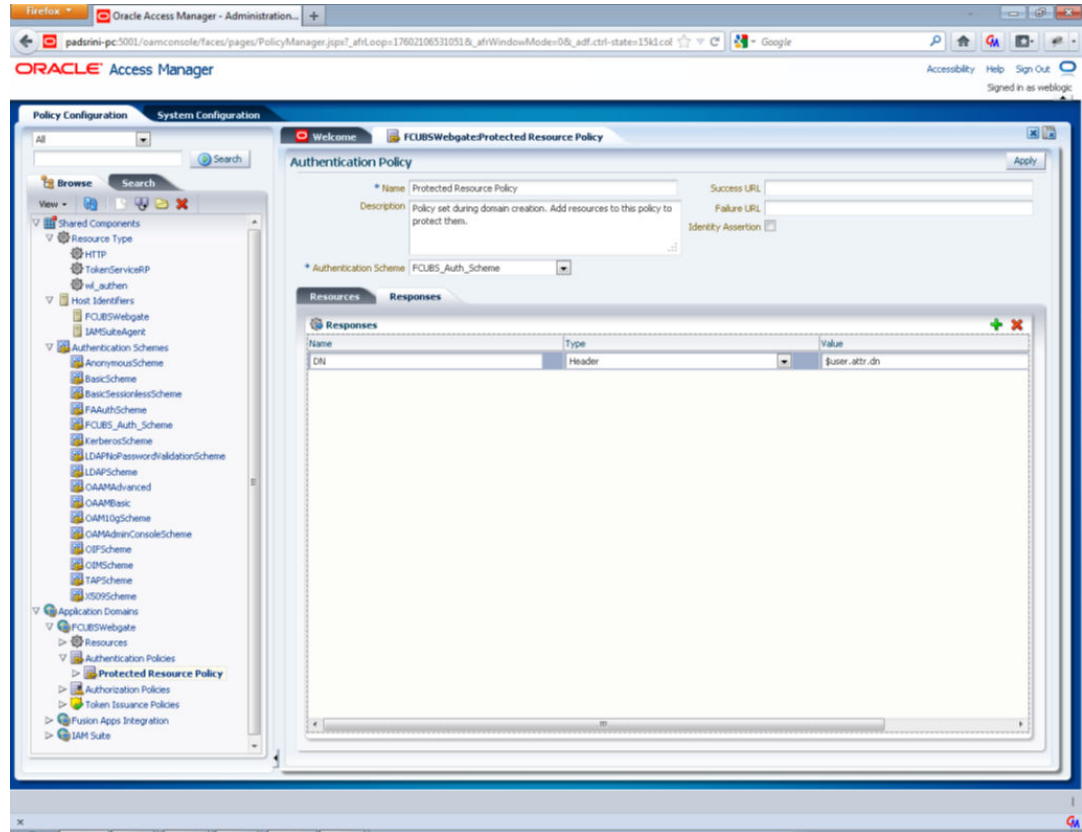 Firefox
Oracle Access Manager - Administration...
padsrini-pc:5001/oamconsole/faces/pages/PolicyManager.jspx?_afrLoop=17602106531051&_afrWindowMode=0&_adf.ctrl-state=15k1col
Google
ORACLE Access Manager
Accessibility Help Sign Out
Signed in as weblogic
Policy Configuration System Configuration
All
Search
Browse Search
View
Shared Components
Resource Type
HTTP
TokenServiceRP
wl_authen
Host Identifiers
FCUBSWebgate
IAMSuiteAgent
Authentication Schemes
AnonymousScheme
BasicScheme
BasicSessionlessScheme
FAAuthScheme
FCUBS_Auth_Scheme
KerberosScheme
LDAPNoPasswordValidationScheme
LDAPScheme
OAAMAdvanced
OAAMBasic
OAM10gScheme
OAMAdminConsoleScheme
OIFScheme
OIMScheme
TAPScheme
X509Scheme
Application Domains
FCUBSWebgate
Resources
Authentication Policies
Protected Resource Policy
Authorization Policies
Token Issuance Policies
Fusion Apps Integration
IAM Suite
Welcome FCUBSWebgate:Protected Resource Policy
Authentication Policy Apply
* Name Protected Resource Policy
Description Policy set during domain creation. Add resources to this policy to
protect them.
* Authentication Scheme FCUBS_Auth_Scheme
Success URL
Failure URL
Identity Assertion
Resources Responses
Responses
Name Type Value
DN Header $user.attr.dn